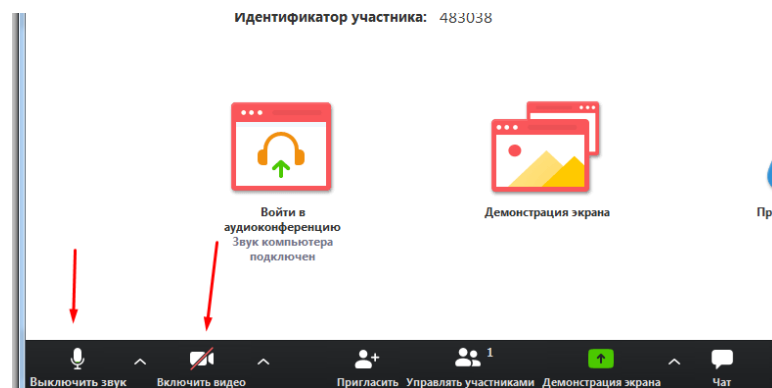 Идентификатор участника: 483038
Войти в
аудиоконференцию
Звук компьютера
подключен
Демонстрация экрана
1
Выключить звук
Включить видео
Пригласить
Управлять участниками
Демонстрация экрана
Чат